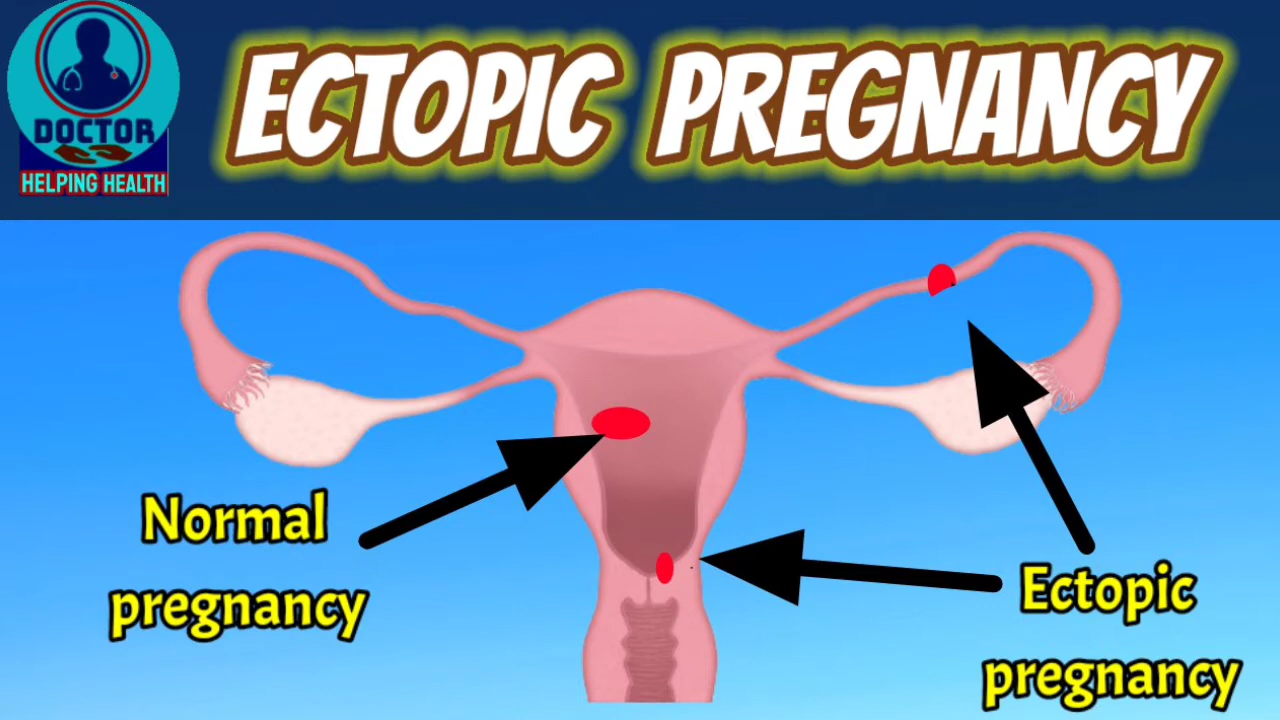 DOCTOR
HELPING HEALTH
ECTOPIC PREGNANCY
Normal
pregnancy
Ectopic
pregnancy